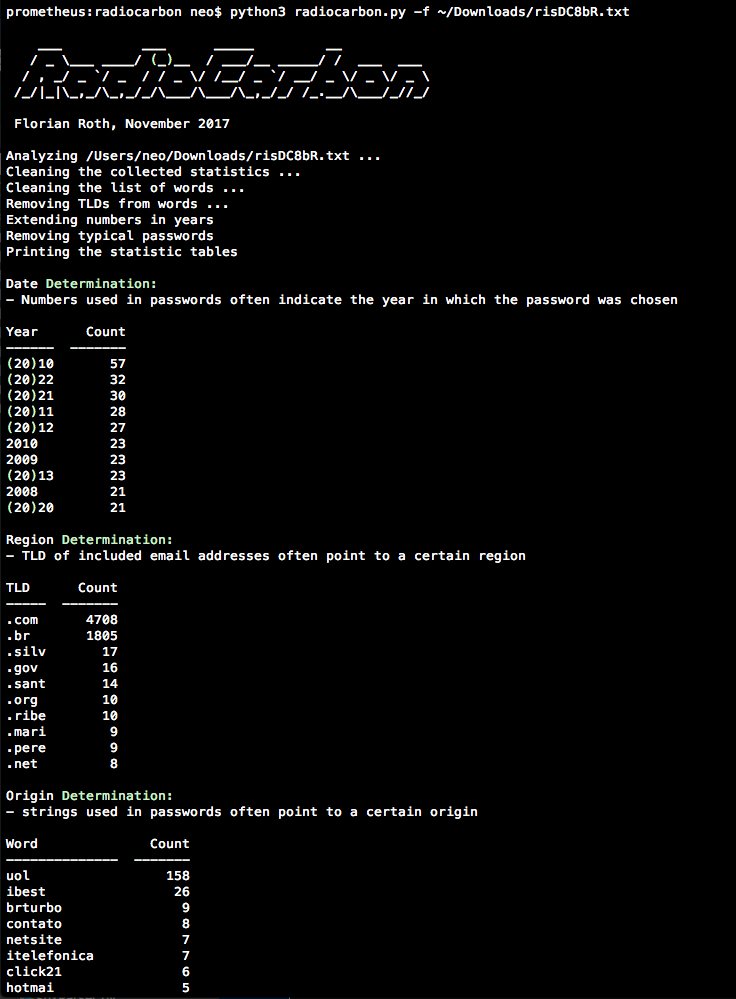 prometheus:radiocarbon neo$ python3 radiocarbon.py -f ~/Downloads/risDC8bR.txt
RadioCarbon
Florian Roth, November 2017
Analyzing /Users/neo/Downloads/risDC8bR.txt ...
Cleaning the collected statistics ...
Cleaning the list of words ...
Removing TLDs from words ...
Extending numbers in years
Removing typical passwords
Printing the statistic tables
Date Determination:
- Numbers used in passwords often indicate the year in which the password was chosen
Year Count
------ -------
(20)10 57
(20)22 32
(20)21 30
(20)11 28
(20)12 27
2010 23
2009 23
(20)13 23
2008 21
(20)20 21
Region Determination:
- TLD of included email addresses often point to a certain region
TLD Count
----- -------
.com 4708
.br 1805
.silv 17
.gov 16
.sant 14
.org 10
.ribe 10
.mari 9
.pere 9
.net 8
Origin Determination:
- strings used in passwords often point to a certain origin
Word Count
-------------- -------
uol 158
ibest 26
brturbo 9
contato 8
netsite 7
itelefonica 7
click21 6
hotmai 5